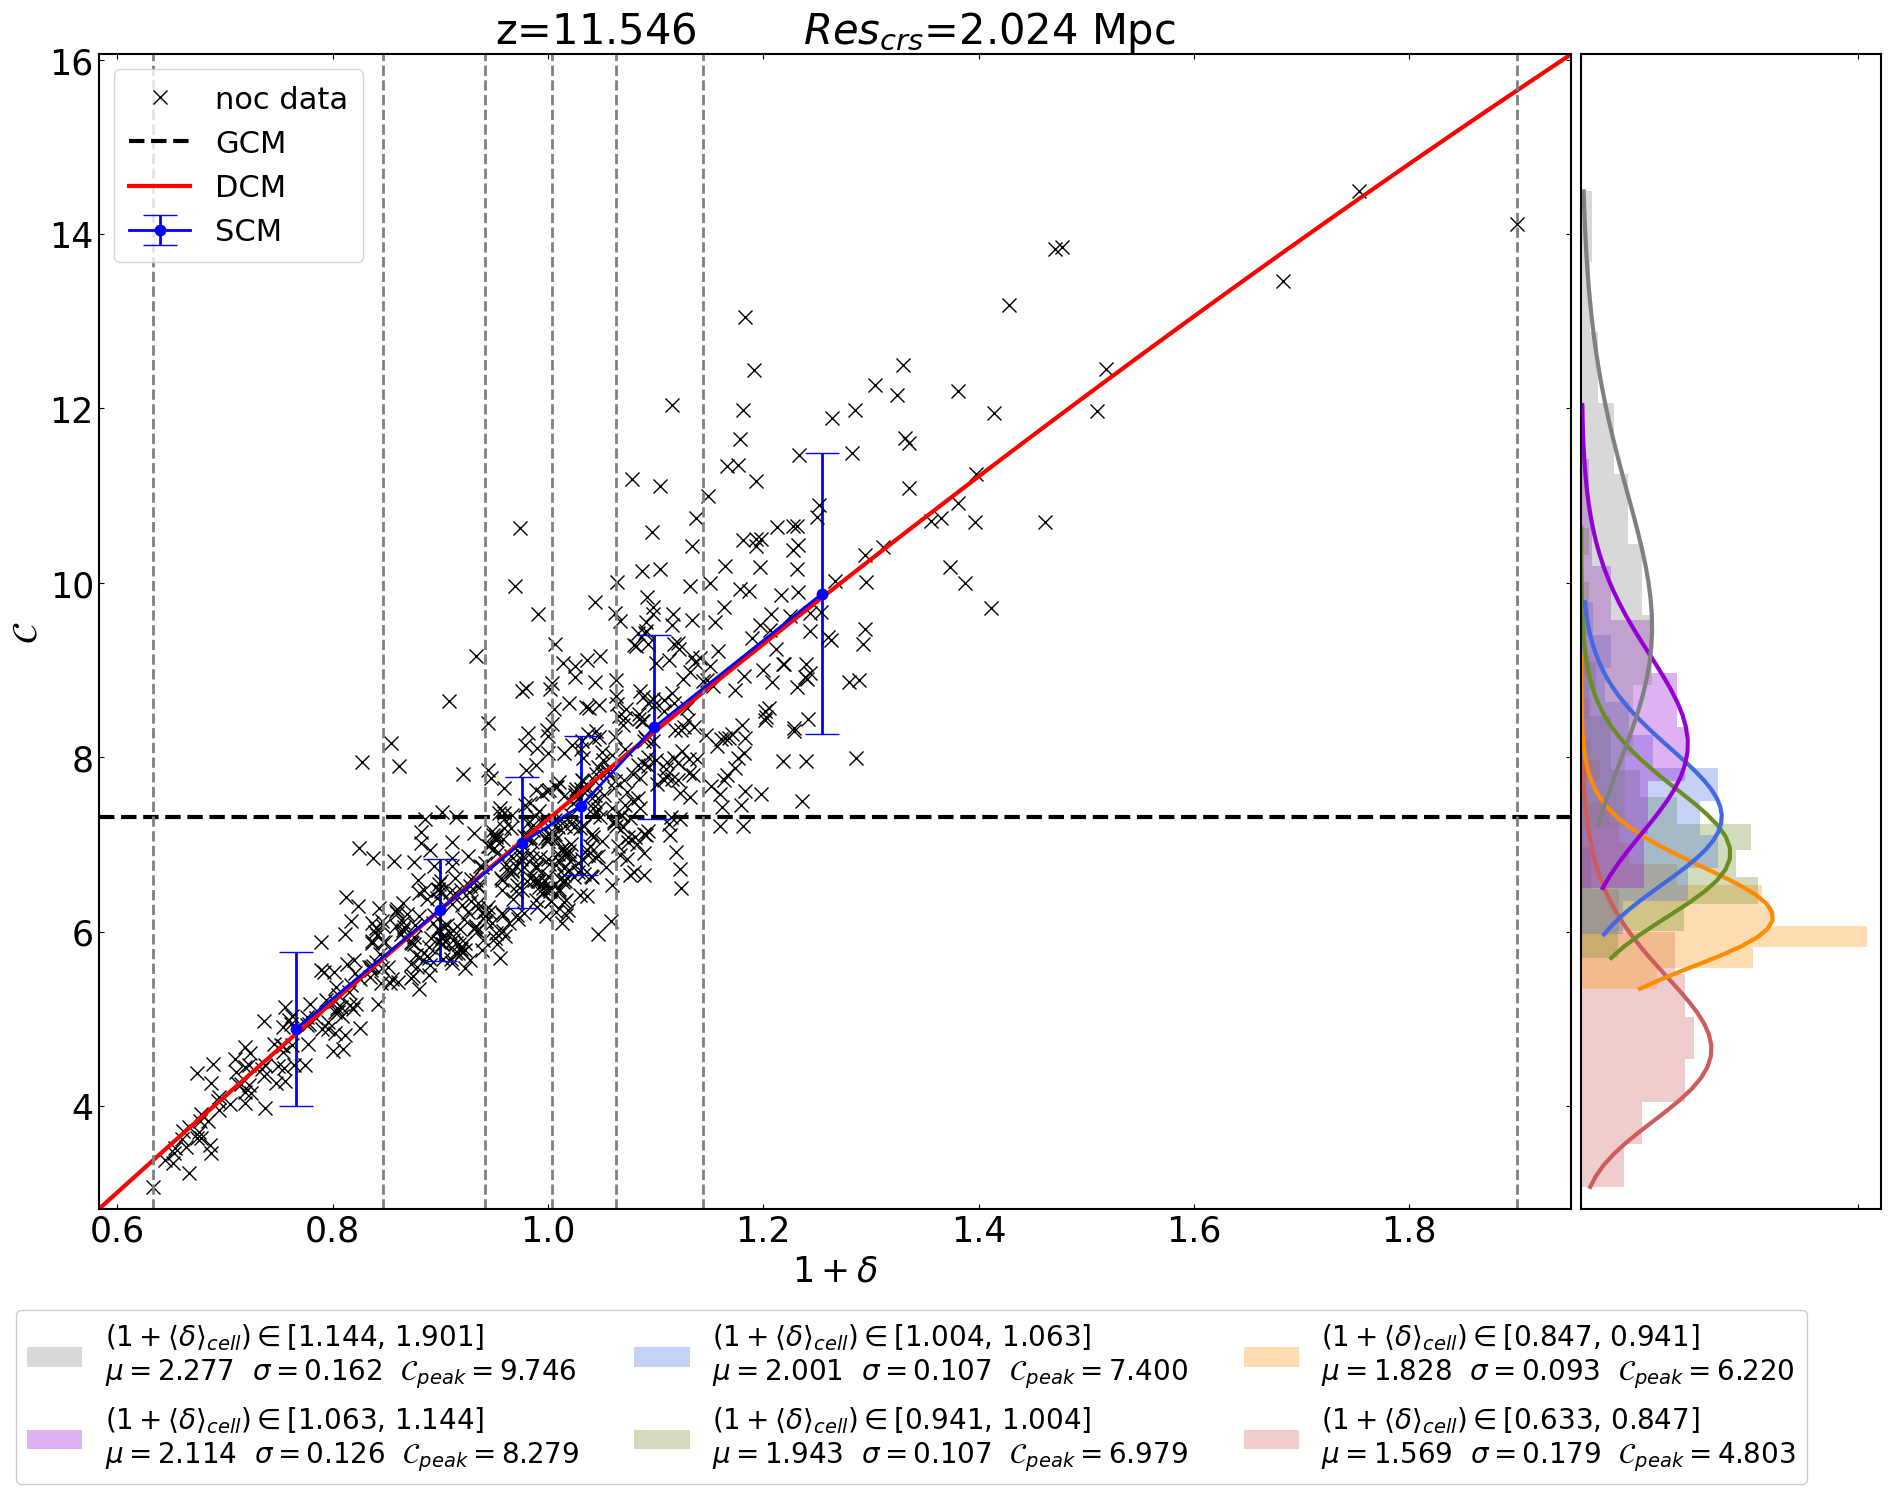 z=11.546 Res_crs=2.024 Mpc
16
14
12
10
8
6
4
noc data
GCM
DCM
SCM
𝒞
0.6 0.8 1.0 1.2 1.4 1.6 1.8
1 + δ
(1 + ⟨δ⟩_cell) ∈ [1.144, 1.901]
μ = 2.277 σ = 0.162 𝒞_peak = 9.746
(1 + ⟨δ⟩_cell) ∈ [1.063, 1.144]
μ = 2.114 σ = 0.126 𝒞_peak = 8.279
(1 + ⟨δ⟩_cell) ∈ [1.004, 1.063]
μ = 2.001 σ = 0.107 𝒞_peak = 7.400
(1 + ⟨δ⟩_cell) ∈ [0.941, 1.004]
μ = 1.943 σ = 0.107 𝒞_peak = 6.979
(1 + ⟨δ⟩_cell) ∈ [0.847, 0.941]
μ = 1.828 σ = 0.093 𝒞_peak = 6.220
(1 + ⟨δ⟩_cell) ∈ [0.633, 0.847]
μ = 1.569 σ = 0.179 𝒞_peak = 4.803